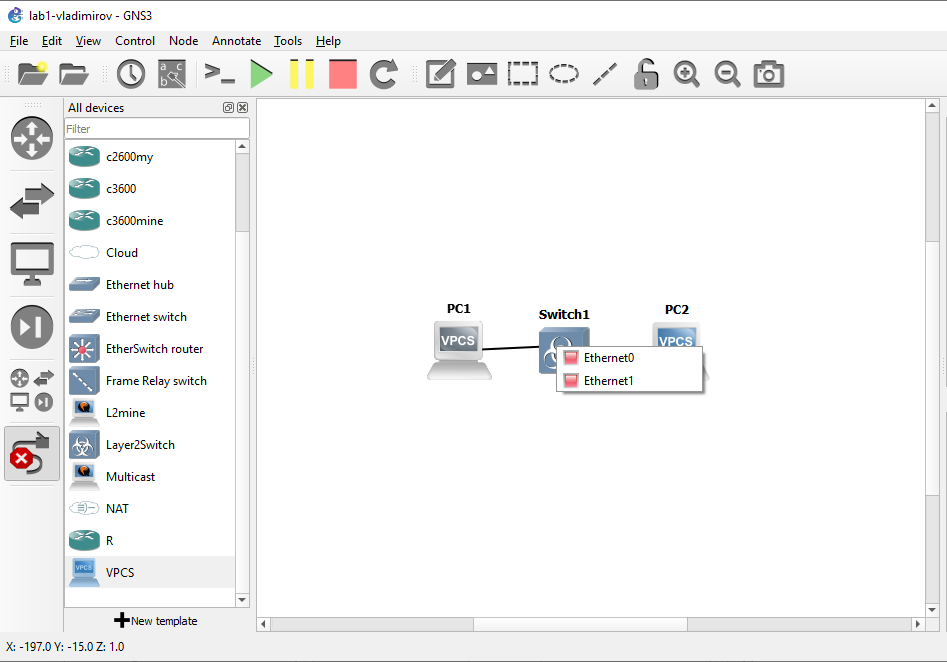 lab1-vladimirov - GNS3
File Edit View Control Node Annotate Tools Help
a c
b
All devices
Filter
c2600my
c3600
c3600mine
Cloud
Ethernet hub
Ethernet switch
EtherSwitch router
Frame Relay switch
L2mine
Layer2Switch
Multicast
NAT
R
VPCS VPCS
New template
PC1
VPCS
Switch1
PC2
VPCS
Ethernet0
Ethernet1
X: -197.0 Y: -15.0 Z: 1.0